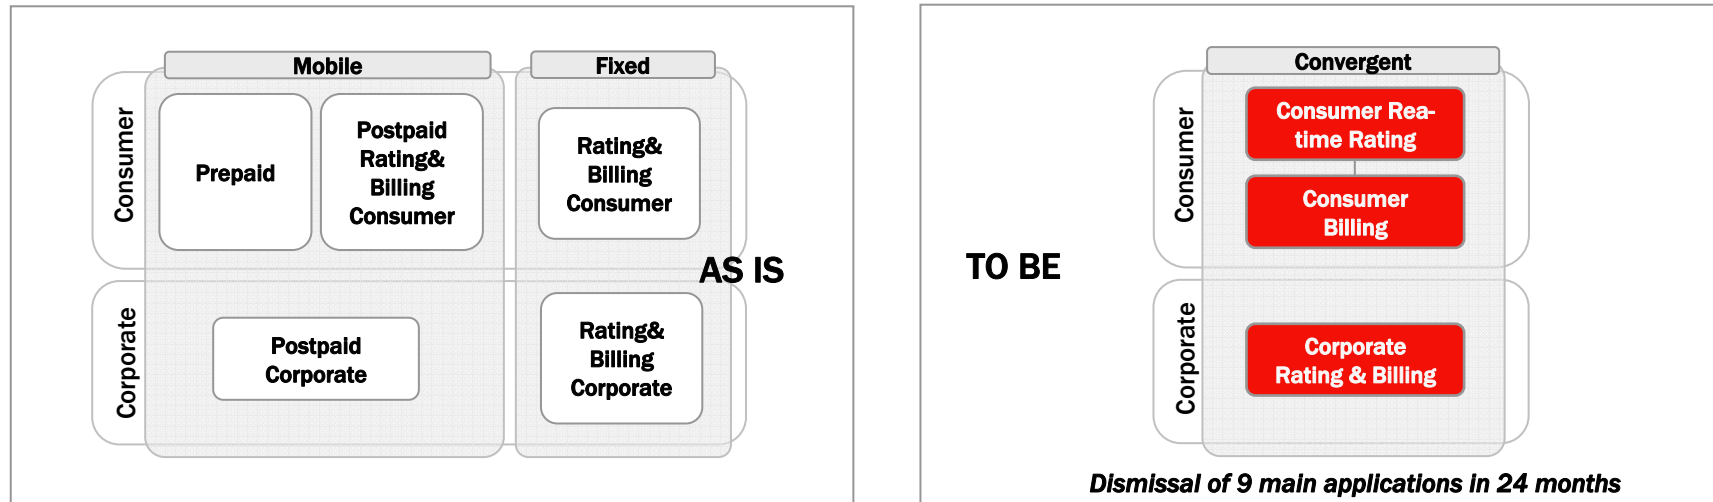 Mobile
Fixed
Consumer
Prepaid
Postpaid
Rating&
Billing
Consumer
Rating&
Billing
Consumer
AS IS
Corporate
Postpaid
Corporate
Rating&
Billing
Corporate
TO BE
Convergent
Consumer
Consumer Rea-
time Rating
Consumer
Billing
Corporate
Corporate
Rating & Billing
Dismissal of 9 main applications in 24 months